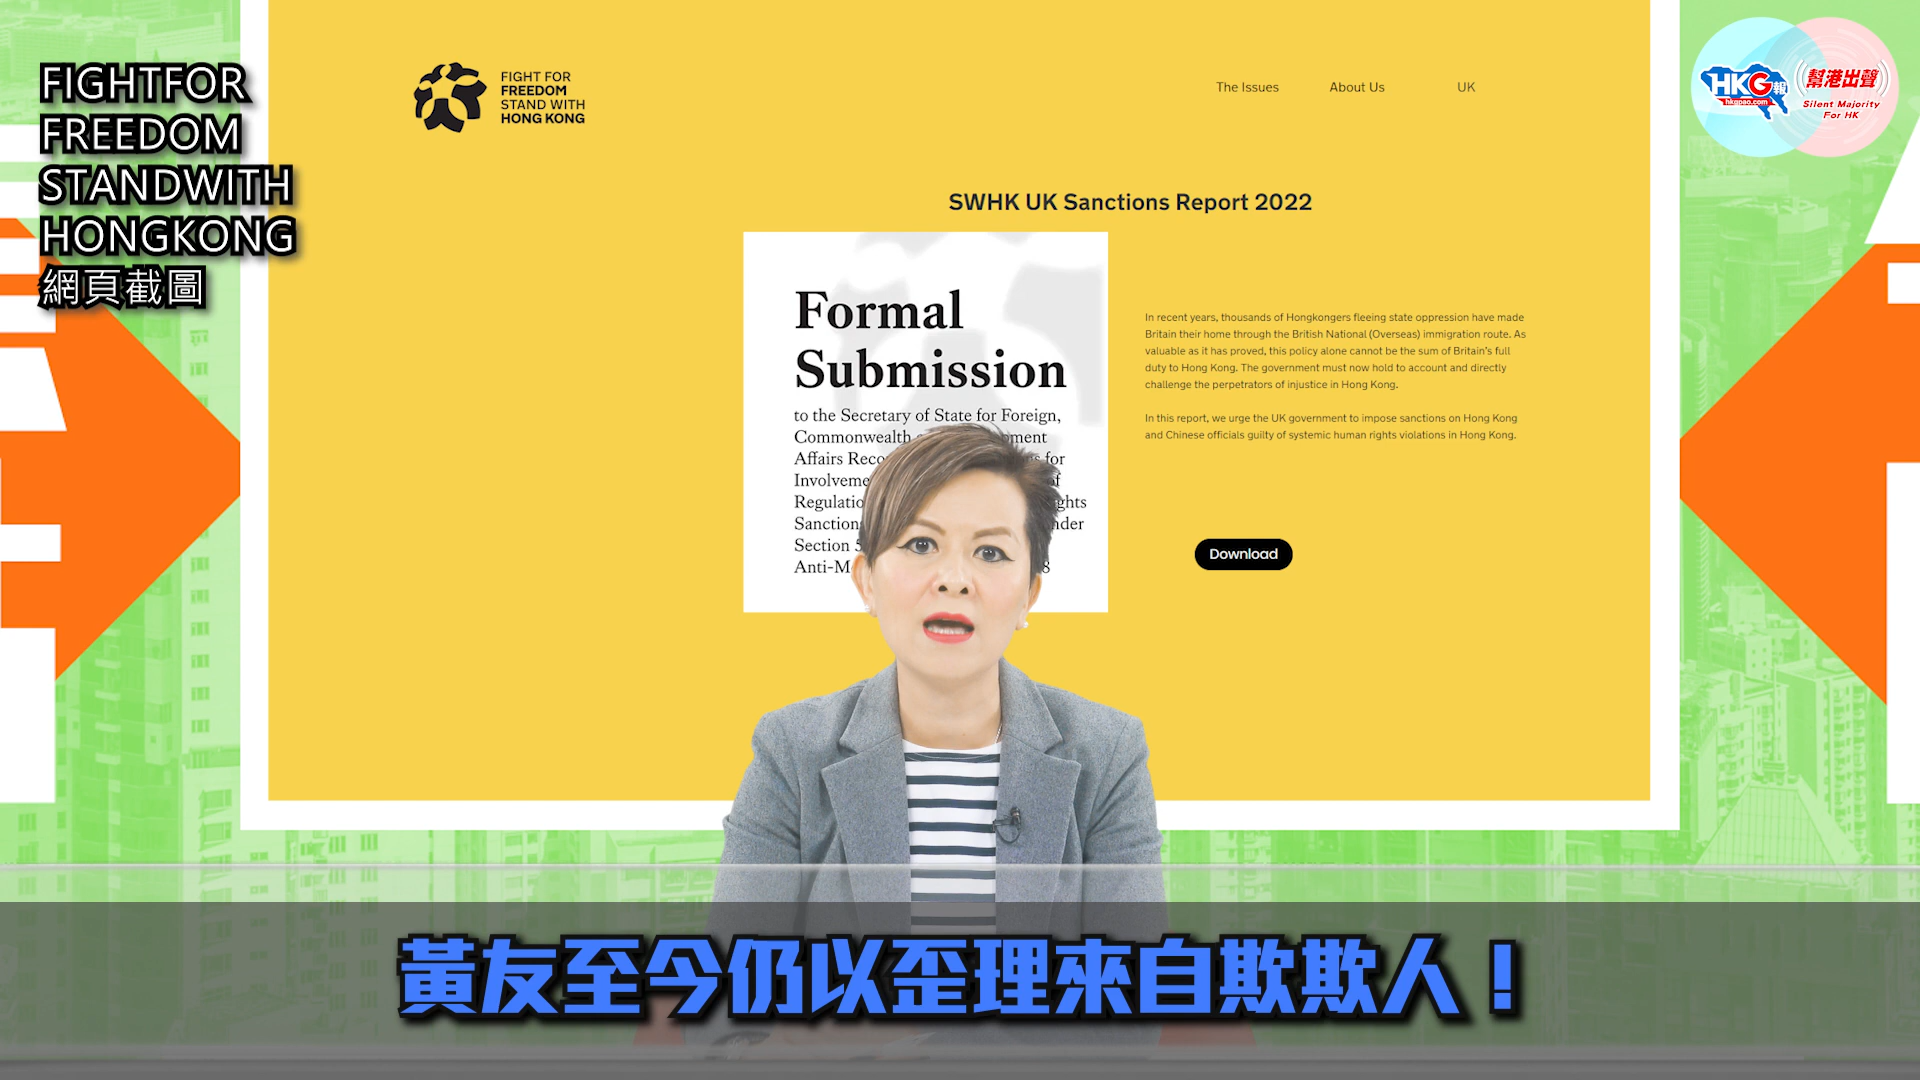 FIGHTFOR
FREEDOM
STANDWITH
HONGKONG
網頁截圖
FIGHT FOR
FREEDOM
STAND WITH
HONG KONG
The Issues
About Us
UK
HKG報
hkgpao.com
幫港出聲
Silent Majority
For HK
SWHK UK Sanctions Report 2022
Formal
Submission
to the Secretary of State for Foreign,
Commonwealth
Affairs for
Sanction
Section
In recent years, thousands of Hongkongers fleeing state oppression have made
Britain their home through the British National (Overseas) immigration route. As
valuable as it has proved, this policy alone cannot be the sum of Britain's full
duty to Hong Kong. The government must now hold to account and directly
challenge the perpetrators of injustice in Hong Kong.
In this report, we urge the UK government to impose sanctions on Hong Kong
and Chinese officials guilty of systemic human rights violations in Hong Kong.
Download
黃友至今仍以歪理來自欺欺人！